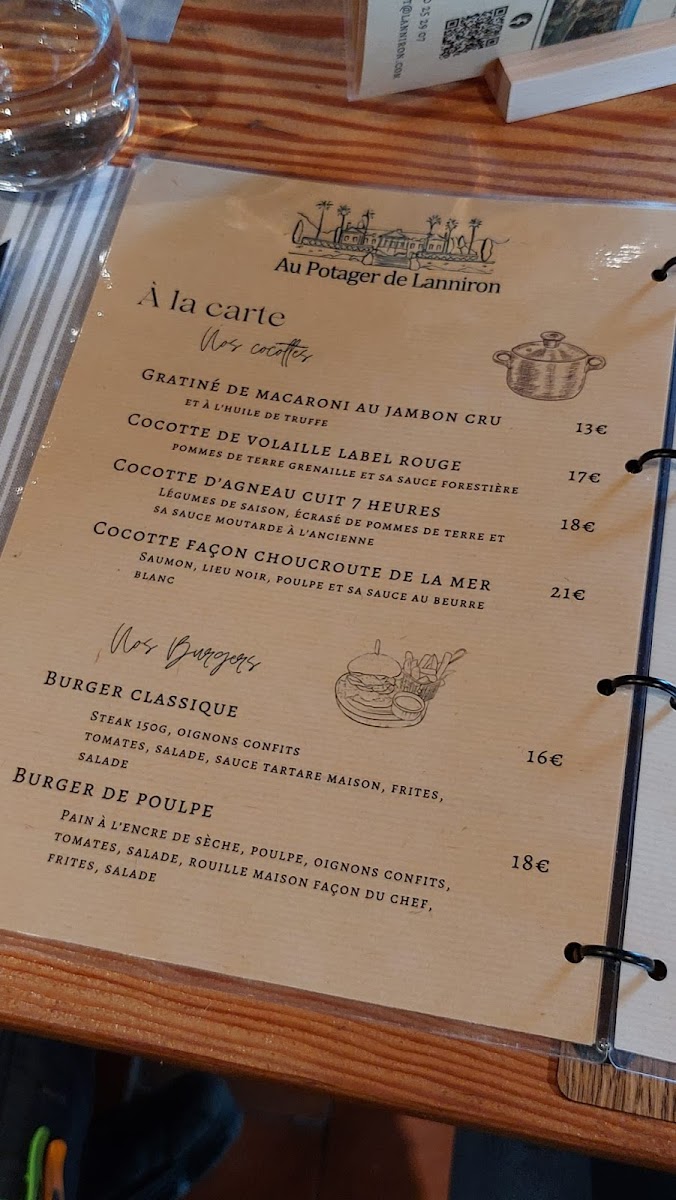 25 25 07
@LANNIRON.COM
Au Potager de Lanniron
À la carte
Nos cocottes
GRATINÉ DE MACARONI AU JAMBON CRU
ET À L'HUILE DE TRUFFE
13€
COCOTTE DE VOLAILLE LABEL ROUGE
POMMES DE TERRE GRENAILLE ET SA SAUCE FORESTIÈRE
17€
COCOTTE D'AGNEAU CUIT 7 HEURES
LÉGUMES DE SAISON, ÉCRASÉ DE POMMES DE TERRE ET
SA SAUCE MOUTARDE À L'ANCIENNE
18€
COCOTTE FAÇON CHOUCROUTE DE LA MER
SAUMON, LIEU NOIR, POULPE ET SA SAUCE AU BEURRE
BLANC
21€
Nos Burgers
BURGER CLASSIQUE
STEAK 150G, OIGNONS CONFITS
TOMATES, SALADE, SAUCE TARTARE MAISON, FRITES,
SALADE
16€
BURGER DE POULPE
PAIN À L'ENCRE DE SÈCHE, POULPE, OIGNONS CONFITS,
TOMATES, SALADE, ROUILLE MAISON FAÇON DU CHEF,
FRITES, SALADE
18€